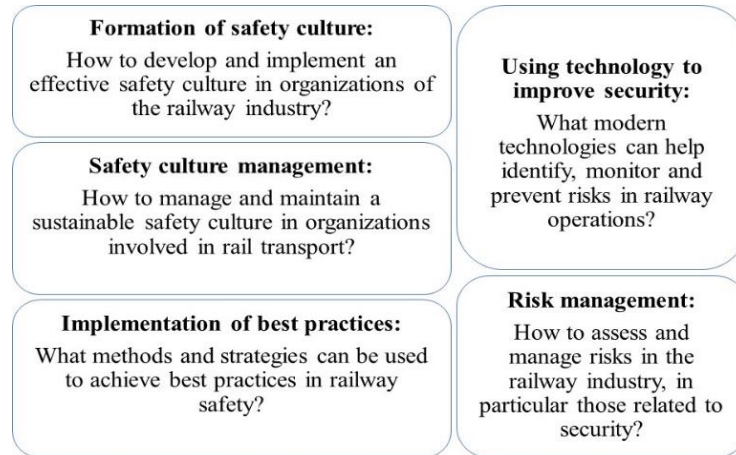 Formation of safety culture:
How to develop and implement an
effective safety culture in organizations of
the railway industry?
Safety culture management:
How to manage and maintain a
sustainable safety culture in organizations
involved in rail transport?
Implementation of best practices:
What methods and strategies can be used
to achieve best practices in railway
safety?
Using technology to
improve security:
What modern
technologies can help
identify, monitor and
prevent risks in railway
operations?
Risk management:
How to assess and
manage risks in the
railway industry, in
particular those related to
security?